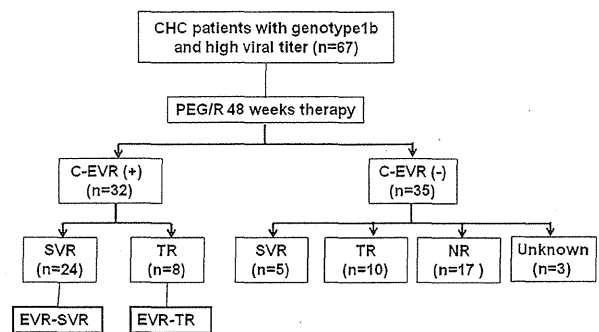 CHC patients with genotype1b
and high viral titer (n=67)
PEG/R 48 weeks therapy
C-EVR (+)
(n=32)
C-EVR (-)
(n=35)
SVR
(n=24)
TR
(n=8)
SVR
(n=5)
TR
(n=10)
NR
(n=17 )
Unknown
(n=3)
EVR-SVR
EVR-TR